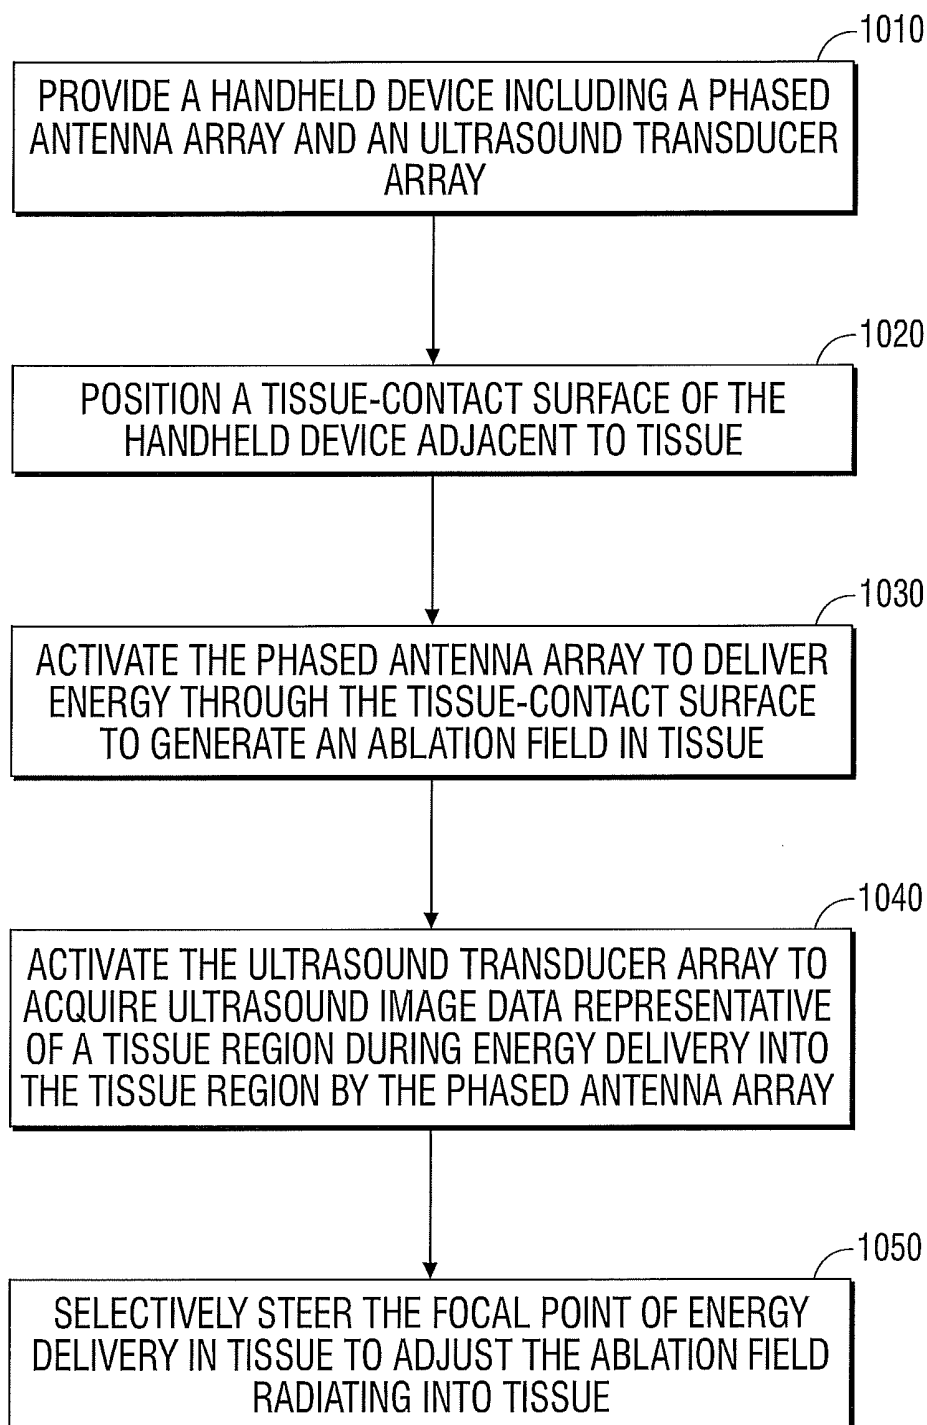 1010
PROVIDE A HANDHELD DEVICE INCLUDING A PHASED
ANTENNA ARRAY AND AN ULTRASOUND TRANSDUCER
ARRAY
1020
POSITION A TISSUE-CONTACT SURFACE OF THE
HANDHELD DEVICE ADJACENT TO TISSUE
1030
ACTIVATE THE PHASED ANTENNA ARRAY TO DELIVER
ENERGY THROUGH THE TISSUE-CONTACT SURFACE
TO GENERATE AN ABLATION FIELD IN TISSUE
1040
ACTIVATE THE ULTRASOUND TRANSDUCER ARRAY TO
ACQUIRE ULTRASOUND IMAGE DATA REPRESENTATIVE
OF A TISSUE REGION DURING ENERGY DELIVERY INTO
THE TISSUE REGION BY THE PHASED ANTENNA ARRAY
1050
SELECTIVELY STEER THE FOCAL POINT OF ENERGY
DELIVERY IN TISSUE TO ADJUST THE ABLATION FIELD
RADIATING INTO TISSUE